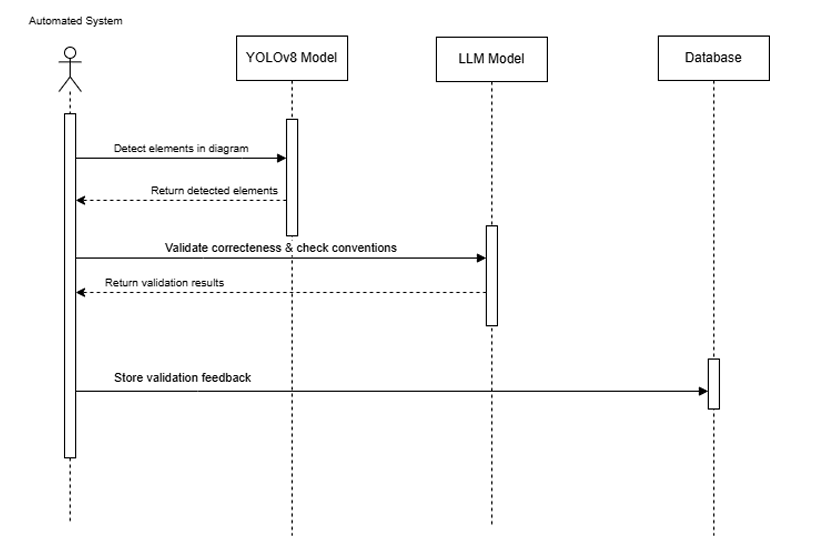 Automated System
YOLOv8 Model
LLM Model
Database
Detect elements in diagram
Return detected elements
Validate correcteness & check conventions
Return validation results
Store validation feedback